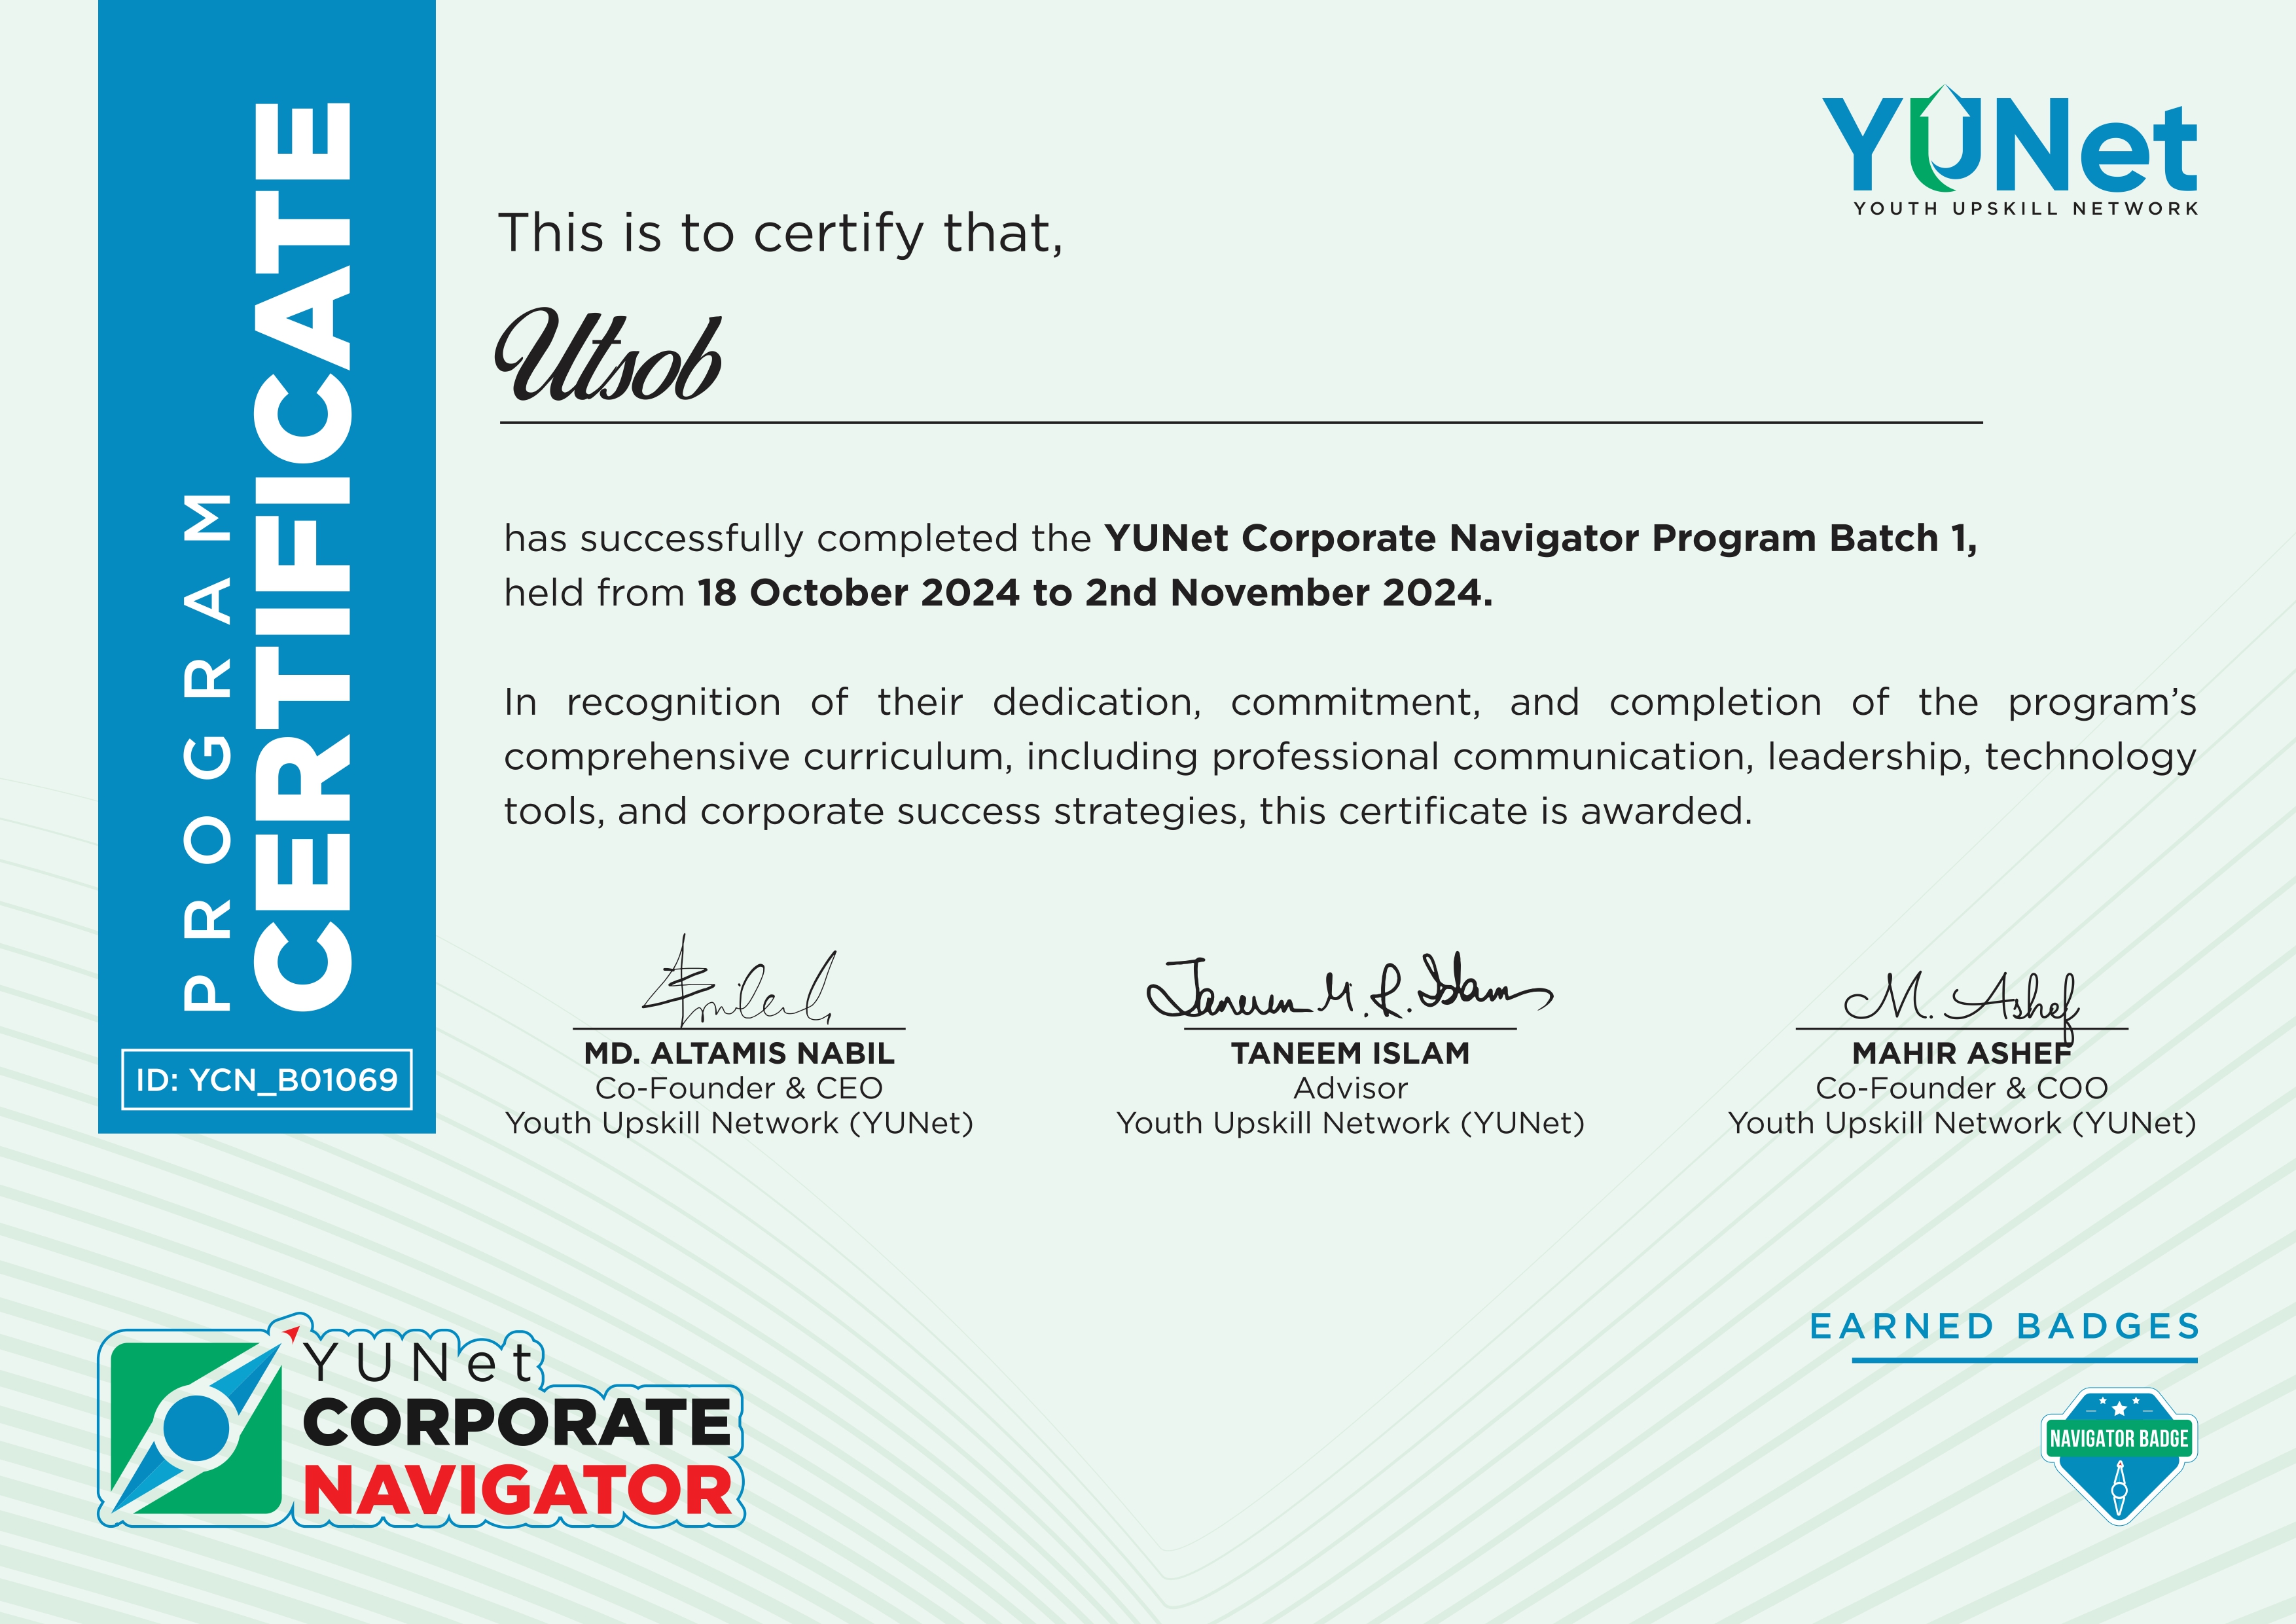 PROGRAM
CERTIFICATE
ID: YCN_B01069
YUNet
YOUTH UPSKILL NETWORK
This is to certify that,
Utsob
has successfully completed the YUNet Corporate Navigator Program Batch 1,
held from 18 October 2024 to 2nd November 2024.
In recognition of their dedication, commitment, and completion of the program’s
comprehensive curriculum, including professional communication, leadership, technology
tools, and corporate success strategies, this certificate is awarded.
Taneem M. R. Islam
M. Ashef
MD. ALTAMIS NABIL
Co-Founder & CEO
Youth Upskill Network (YUNet)
TANEEM ISLAM
Advisor
Youth Upskill Network (YUNet)
MAHIR ASHEF
Co-Founder & COO
Youth Upskill Network (YUNet)
YUNet
CORPORATE
NAVIGATOR
EARNED BADGES
NAVIGATOR BADGE